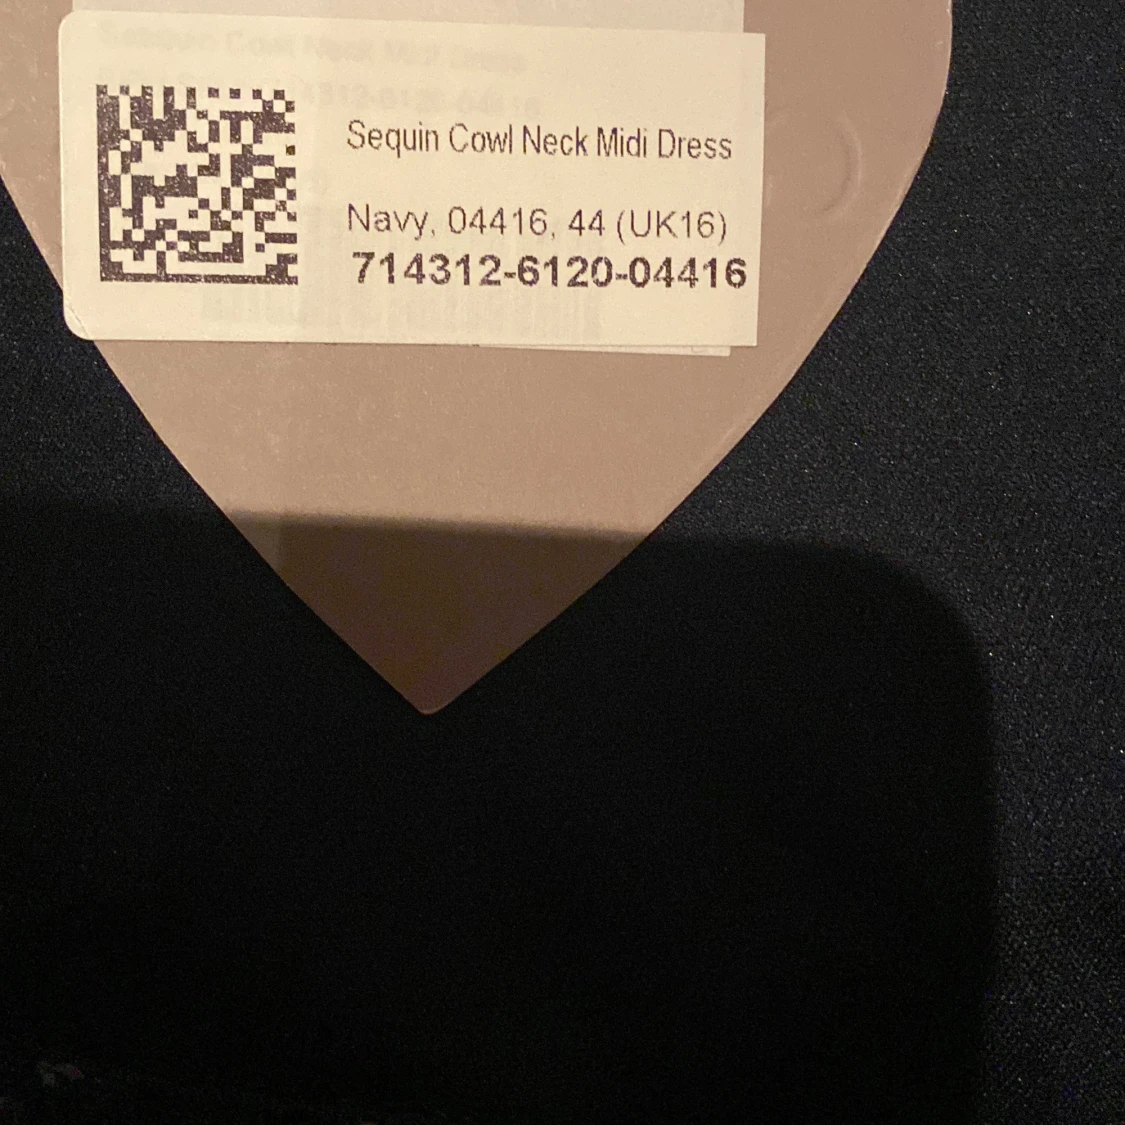 Sequin Cowl Neck Midi Dress
Navy, 04416, 44 (UK16)
714312-6120-04416